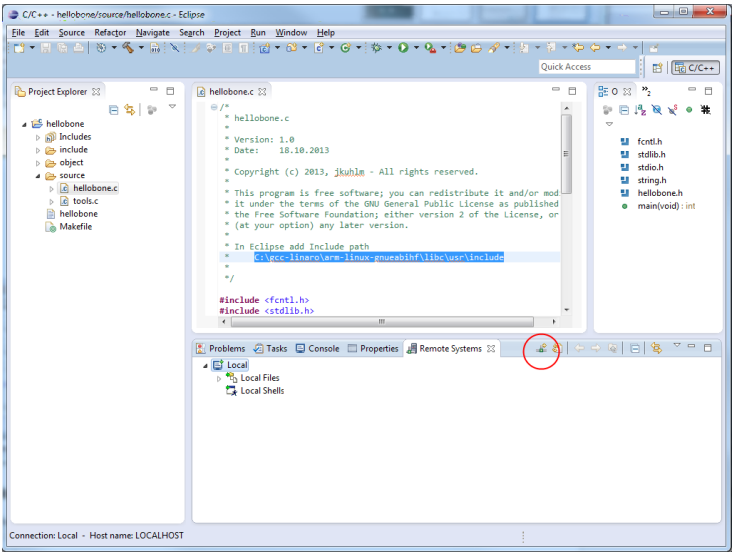 C/C++ - hellobone/source/hellobone.c - Eclipse
File Edit Source Refactor Navigate Search Project Run Window Help
Quick Access
C/C++
Project Explorer
hellobone
Includes
include
object
source
hellobone.c
tools.c
hellobone
Makefile
hellobone.c
/*
* hellobone.c
*
* Version: 1.0
* Date: 18.10.2013
*
* Copyright (c) 2013, jkuhlm - All rights reserved.
*
* This program is free software; you can redistribute it and/or mod
* it under the terms of the GNU General Public License as published
* the Free Software Foundation; either version 2 of the License, or
* (at your option) any later version.
*
* In Eclipse add Include path
* C:\gcc-linaro\arm-linux-gnueabihf\libc\usr\include
*
*/
#include <fcntl.h>
#include <stdlib.h>
O
»2
fcntl.h
stdlib.h
stdio.h
string.h
hellobone.h
main(void) : int
Problems Tasks Console Properties Remote Systems
Local
Local Files
Local Shells
Connection: Local - Host name: LOCALHOST